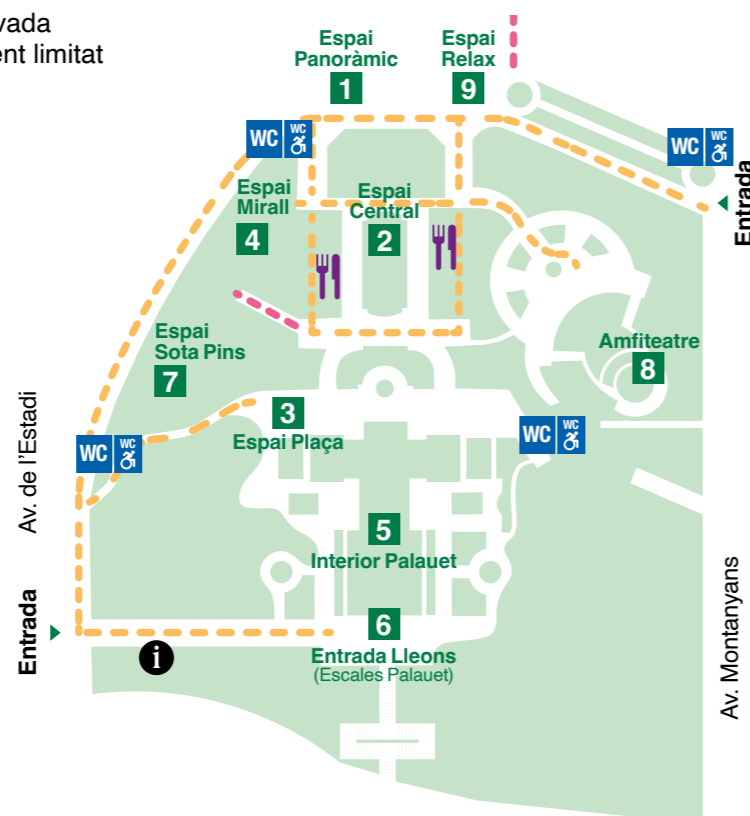 vada
ent limitat
Espai
Panoràmic
1
Espai
Relax
9
WC
WC
WC
WC
Entrada
Espai
Mirall
4
Espai
Central
2
Espai
Sota Pins
7
Amfiteatre
8
3
Espai Plaça
WC
WC
WC
WC
Av. de l'Estadi
5
Interior Palauet
6
Entrada Lleons
(Escales Palauet)
Entrada
i
Av. Montanyans